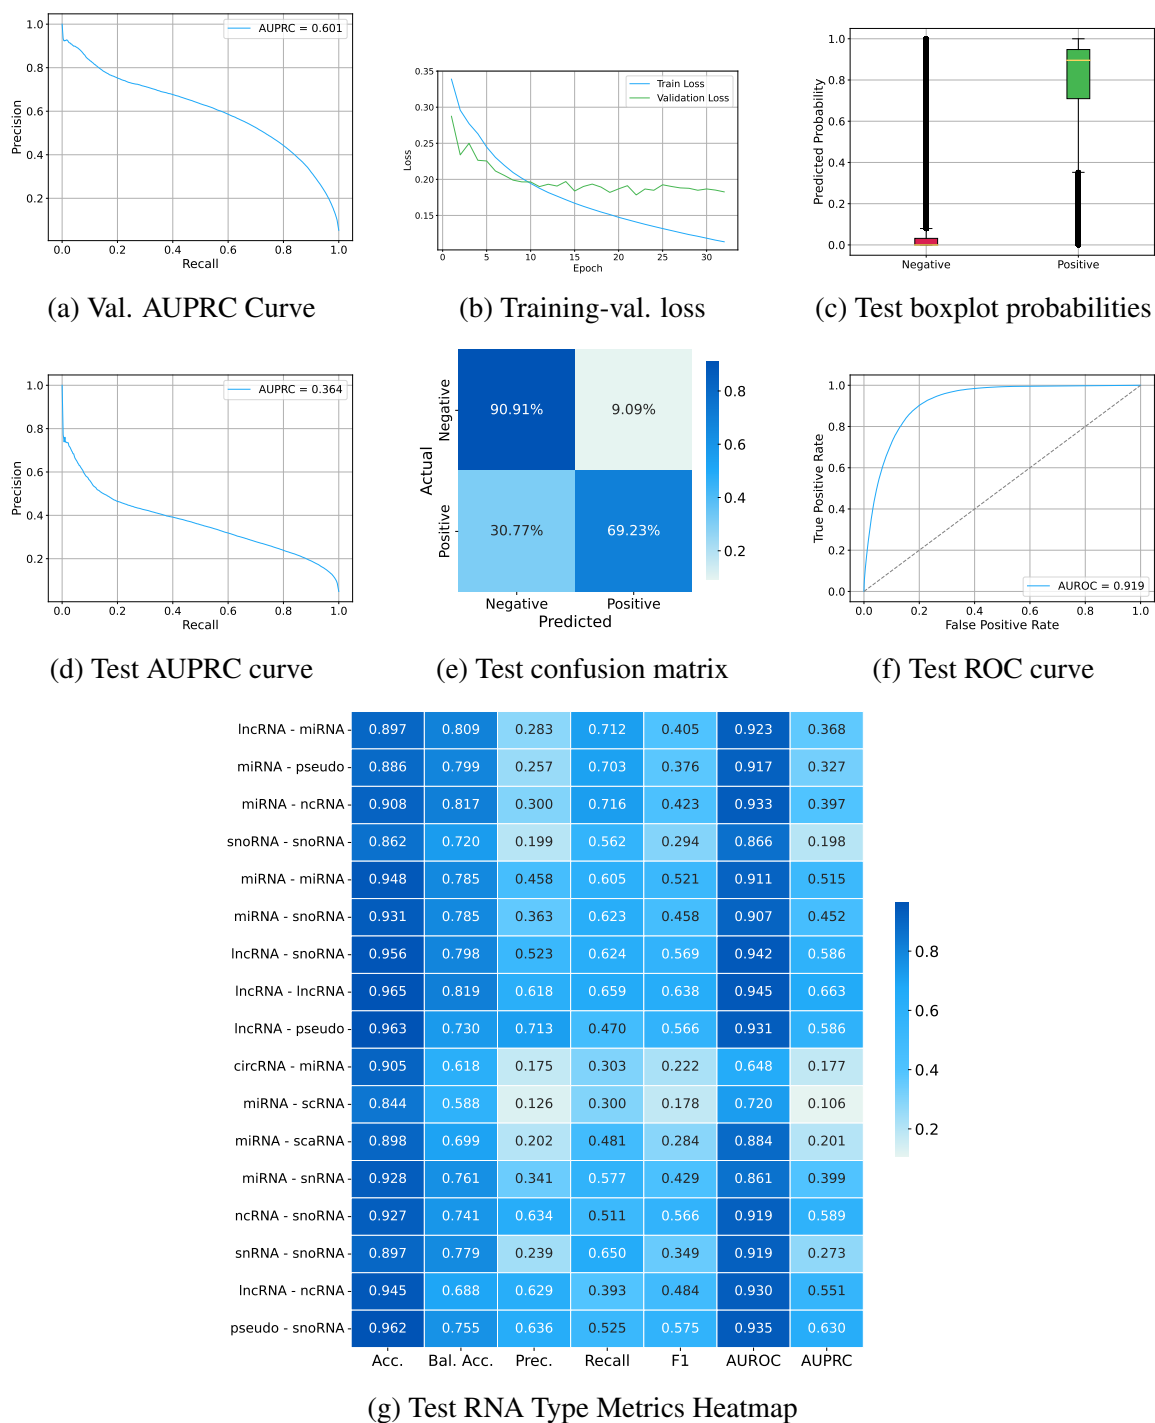 AUPRC = 0.601
Precision
1.0
0.8
0.6
0.4
0.2
0.0 0.2 0.4 0.6 0.8 1.0
Recall
(a) Val. AUPRC Curve
Train Loss
Validation Loss
Loss
0.35
0.30
0.25
0.20
0.15
0 5 10 15 20 25 30
Epoch
(b) Training-val. loss
Predicted Probability
1.0
0.8
0.6
0.4
0.2
0.0
Negative Positive
(c) Test boxplot probabilities
AUPRC = 0.364
Precision
1.0
0.8
0.6
0.4
0.2
0.0 0.2 0.4 0.6 0.8 1.0
Recall
(d) Test AUPRC curve
Actual
Negative
Positive
90.91% 9.09%
30.77% 69.23%
Negative Positive
Predicted
0.8
0.6
0.4
0.2
(e) Test confusion matrix
True Positive Rate
1.0
0.8
0.6
0.4
0.2
0.0
AUROC = 0.919
0.0 0.2 0.4 0.6 0.8 1.0
False Positive Rate
(f) Test ROC curve
lncRNA - miRNA 0.897 0.809 0.283 0.712 0.405 0.923 0.368
miRNA - pseudo 0.886 0.799 0.257 0.703 0.376 0.917 0.327
miRNA - ncRNA 0.908 0.817 0.300 0.716 0.423 0.933 0.397
snoRNA - snoRNA 0.862 0.720 0.199 0.562 0.294 0.866 0.198
miRNA - miRNA 0.948 0.785 0.458 0.605 0.521 0.911 0.515
miRNA - snoRNA 0.931 0.785 0.363 0.623 0.458 0.907 0.452
lncRNA - snoRNA 0.956 0.798 0.523 0.624 0.569 0.942 0.586
lncRNA - lncRNA 0.965 0.819 0.618 0.659 0.638 0.945 0.663
lncRNA - pseudo 0.963 0.730 0.713 0.470 0.566 0.931 0.586
circRNA - miRNA 0.905 0.618 0.175 0.303 0.222 0.648 0.177
miRNA - scRNA 0.844 0.588 0.126 0.300 0.178 0.720 0.106
miRNA - scaRNA 0.898 0.699 0.202 0.481 0.284 0.884 0.201
miRNA - snRNA 0.928 0.761 0.341 0.577 0.429 0.861 0.399
ncRNA - snoRNA 0.927 0.741 0.634 0.511 0.566 0.919 0.589
snRNA - snoRNA 0.897 0.779 0.239 0.650 0.349 0.919 0.273
lncRNA - ncRNA 0.945 0.688 0.629 0.393 0.484 0.930 0.551
pseudo - snoRNA 0.962 0.755 0.636 0.525 0.575 0.935 0.630
Acc. Bal. Acc. Prec. Recall F1 AUROC AUPRC
0.8
0.6
0.4
0.2
(g) Test RNA Type Metrics Heatmap